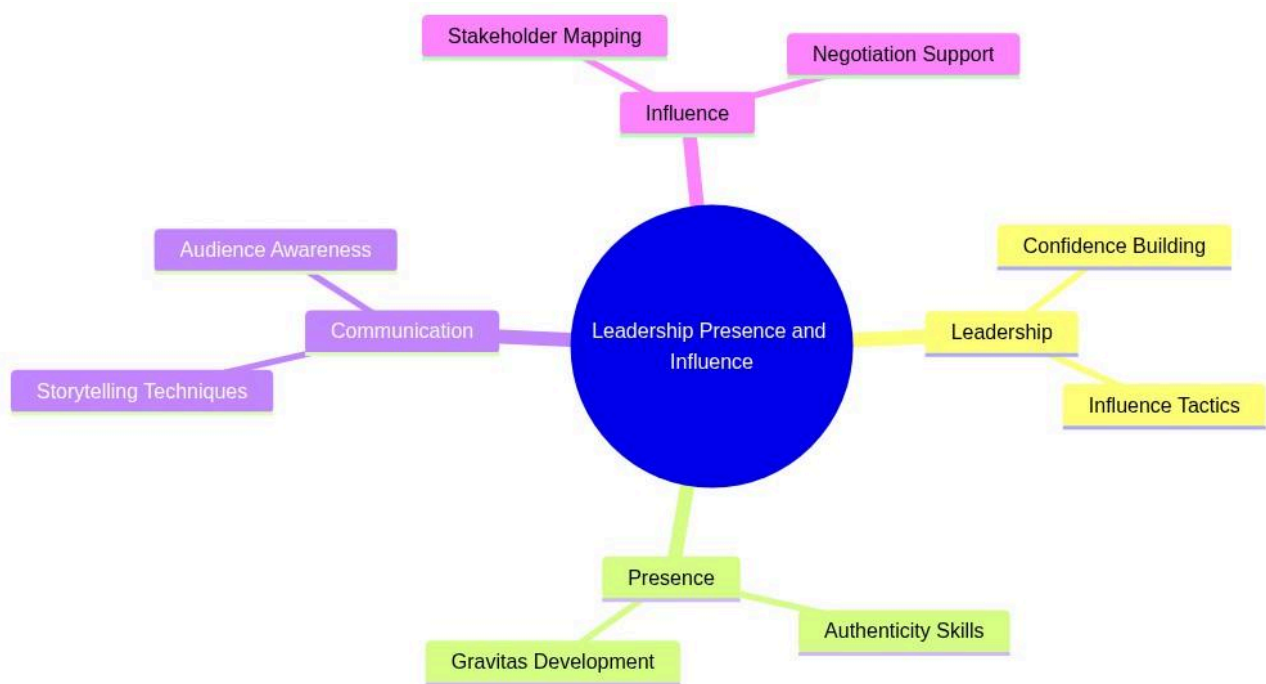 Stakeholder Mapping
Negotiation Support
Influence
Audience Awareness
Confidence Building
Communication
Leadership Presence and
Influence
Leadership
Storytelling Techniques
Influence Tactics
Presence
Authenticity Skills
Gravitas Development